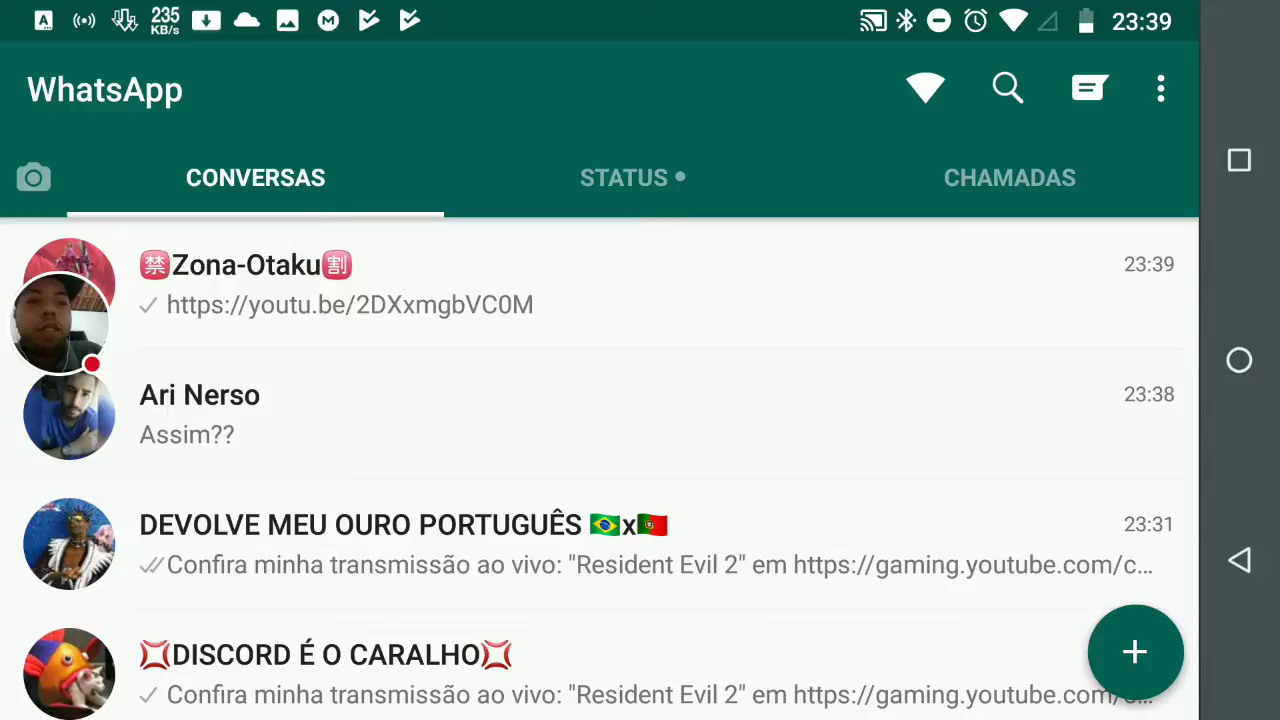 235
KB/s
23:39
WhatsApp
CONVERSAS
STATUS
CHAMADAS
🈲Zona-Otaku🈹
23:39
https://youtu.be/2DXxmgbVC0M
Ari Nerso
23:38
Assim??
DEVOLVE MEU OURO PORTUGUÊS 🇧🇷x🇵🇹
23:31
Confira minha transmissão ao vivo: "Resident Evil 2" em https://gaming.youtube.com/c...
💢DISCORD É O CARALHO💢
Confira minha transmissão ao vivo: "Resident Evil 2" em https://gaming.youtube.com/c...